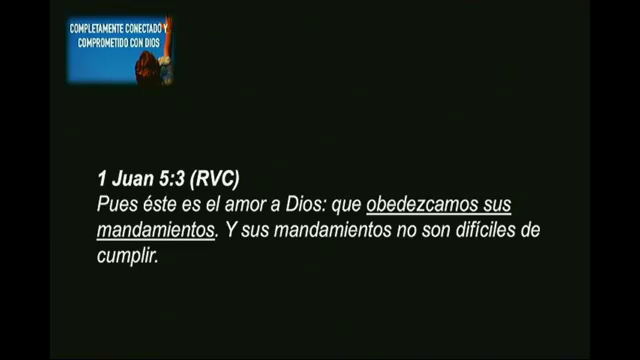 COMPLETAMENTE CONECTADO Y
COMPROMETIDO CON DIOS
1 Juan 5:3 (RVC)
Pues éste es el amor a Dios: que obedezcamos sus
mandamientos. Y sus mandamientos no son difíciles de
cumplir.